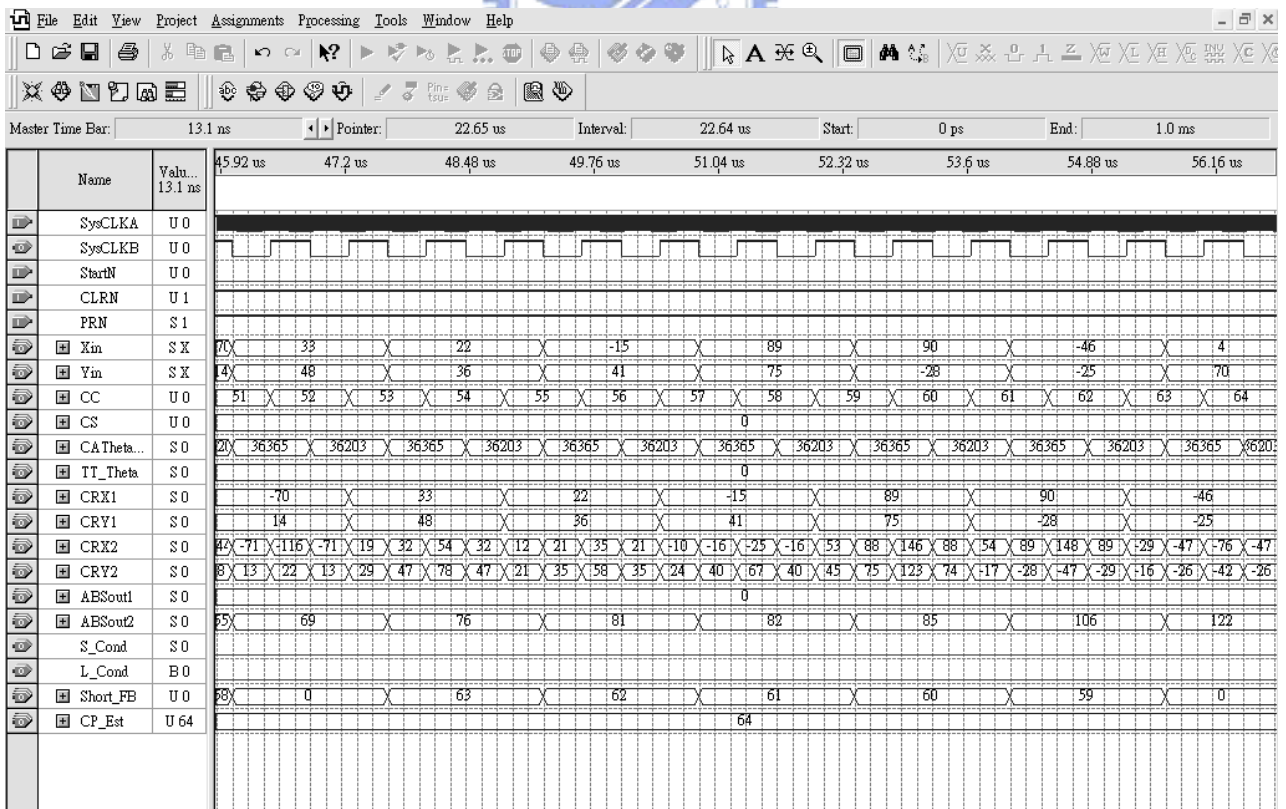 File Edit View Project Assignments Processing Tools Window Help
Master Time Bar: 13.1 ns Pointer: 22.65 us Interval: 22.64 us Start: 0 ps End: 1.0 ms
Name Valu... 13.1 ns 45.92 us 47.2 us 48.48 us 49.76 us 51.04 us 52.32 us 53.6 us 54.88 us 56.16 us
SysCLKA U 0
SysCLKB U 0
StartN U 0
CLRN U 1
PRN S 1
Xin S X 70 33 22 -15 89 90 -46 4
Yin S X 14 48 36 41 75 -28 -25 70
CC U 0 51 52 53 54 55 56 57 58 59 60 61 62 63 64
CS U 0 0
CATheta... S 0 20 36365 36203 36365 36203 36365 36203 36365 36203 36365 36203 36365 36203 36365 3620
TT_Theta S 0 0
CRX1 S 0 -70 33 22 -15 89 90 -46
CRY1 S 0 14 48 36 41 75 -28 -25
CRX2 S 0 44 -71 -116 -71 19 32 54 32 12 21 35 21 -10 -16 -25 -16 53 88 146 88 54 89 148 89 -29 -47 -76 -47
CRY2 S 0 8 13 22 13 29 47 78 47 21 35 58 35 24 40 67 40 45 75 123 74 -17 -28 -47 -29 -16 -26 -42 -26
ABSout1 S 0 0
ABSout2 S 0 55 69 76 81 82 85 106 122
S_Cond S 0
L_Cond B 0
Short_FB U 0 58 0 63 62 61 60 59 0
CP_Est U 64 64